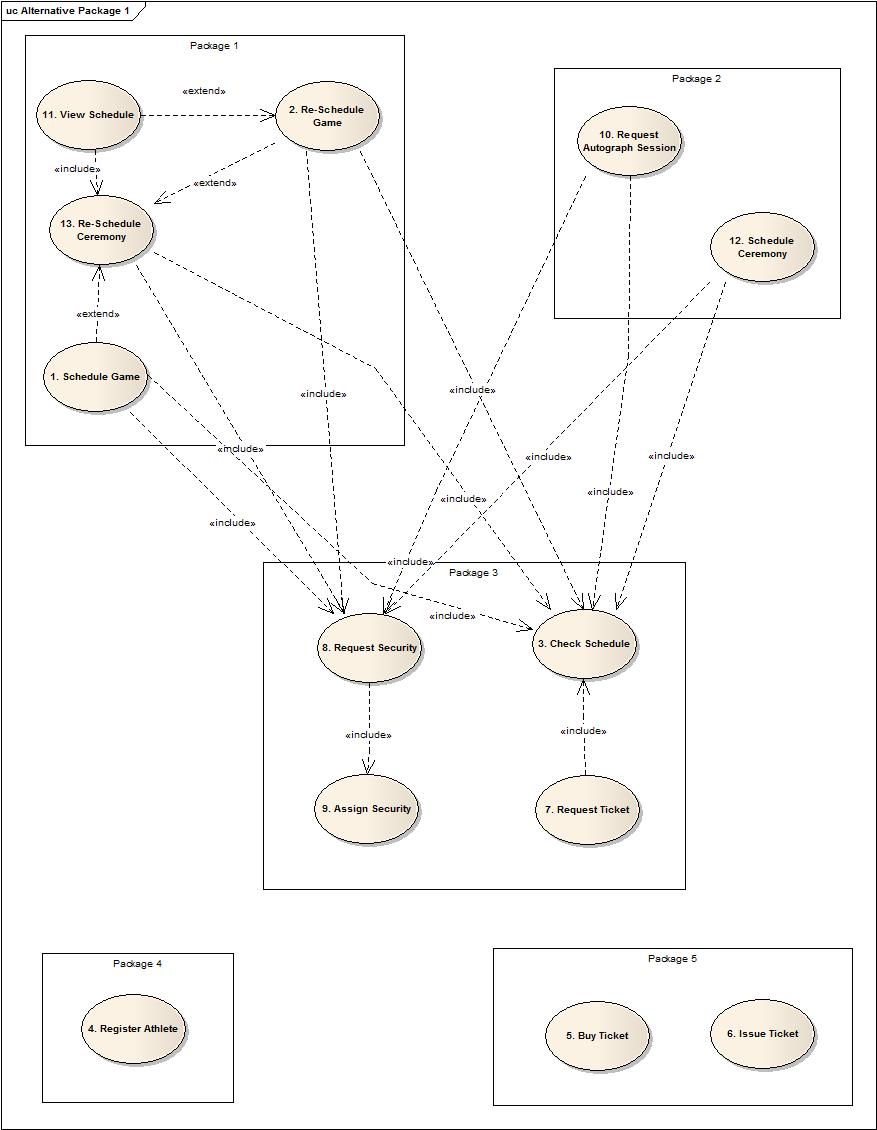 uc Alternative Package 1
Package 1
11. View Schedule
«extend»
2. Re-Schedule
Game
«include»
«extend»
13. Re-Schedule
Ceremony
«extend»
1. Schedule Game
Package 2
10. Request
Autograph Session
12. Schedule
Ceremony
«include»
«include»
«include»
«include»
«include»
«include»
«include»
«include»
«include»
Package 3
«include»
8. Request Security
3. Check Schedule
«include»
«include»
9. Assign Security
7. Request Ticket
Package 4
4. Register Athlete
Package 5
5. Buy Ticket
6. Issue Ticket